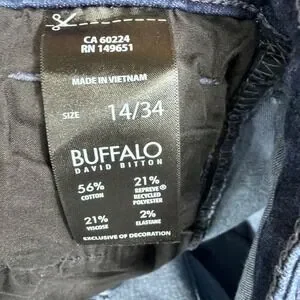 CA 60224
RN 149651
MADE IN VIETNAM
SIZE 14/34
BUFFALO
DAVID BITTON
56% 21%
COTTON REPREVE®
RECYCLED
POLYESTER
21% 2%
VISCOSE ELASTANE
EXCLUSIVE OF DECORATION